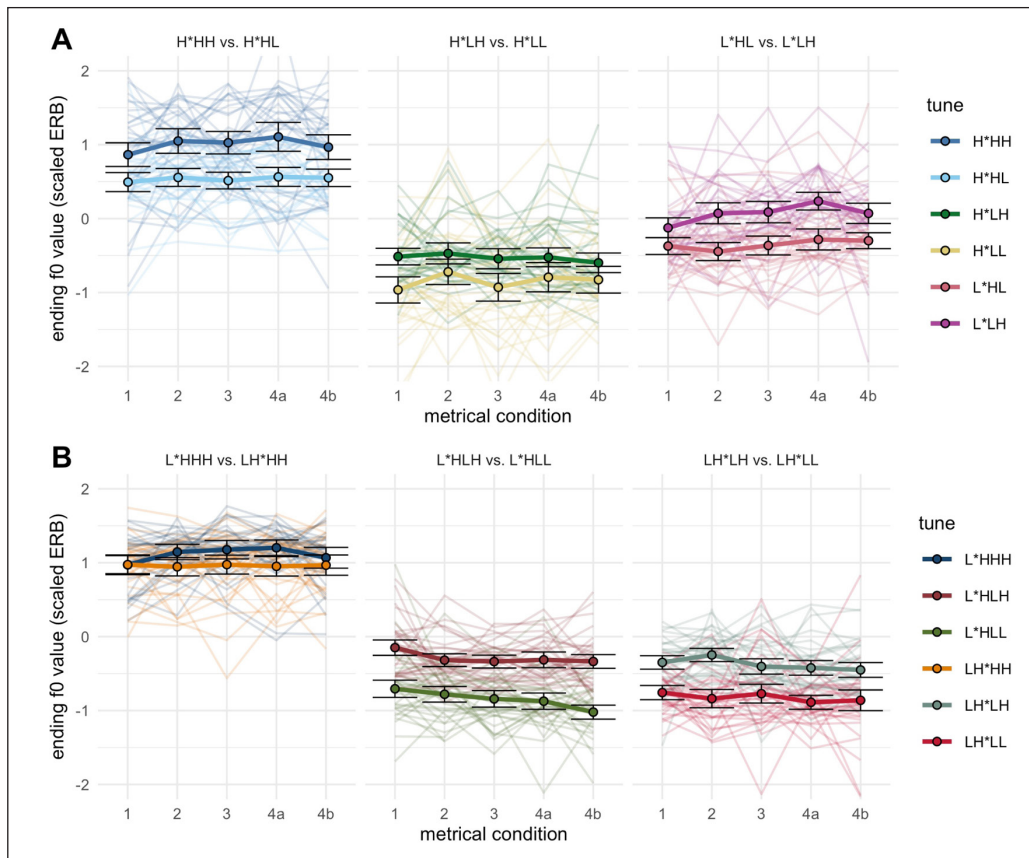 A
H*HH vs. H*HL
H*LH vs. H*LL
L*HL vs. L*LH
ending f0 value (scaled ERB)
2
1
0
-1
-2
1 2 3 4a 4b
1 2 3 4a 4b
1 2 3 4a 4b
metrical condition
tune
H*HH
H*HL
H*LH
H*LL
L*HL
L*LH
B
L*HHH vs. LH*HH
L*HLH vs. L*HLL
LH*LH vs. LH*LL
ending f0 value (scaled ERB)
2
1
0
-1
-2
1 2 3 4a 4b
1 2 3 4a 4b
1 2 3 4a 4b
metrical condition
tune
L*HHH
L*HLH
L*HLL
LH*HH
LH*LH
LH*LL